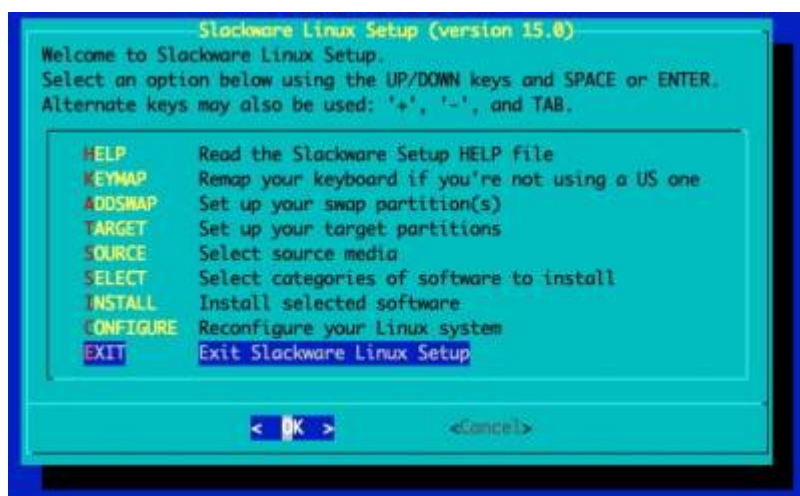 Slackware Linux Setup (version 15.0)
Welcome to Slackware Linux Setup.
Select an option below using the UP/DOWN keys and SPACE or ENTER.
Alternate keys may also be used: '+', '-', and TAB.
HELP Read the Slackware Setup HELP file
KEYMAP Remap your keyboard if you're not using a US one
ADDSWAP Set up your swap partition(s)
TARGET Set up your target partitions
SOURCE Select source media
SELECT Select categories of software to install
INSTALL Install selected software
CONFIGURE Reconfigure your Linux system
EXIT Exit Slackware Linux Setup
< OK > <Cancel>